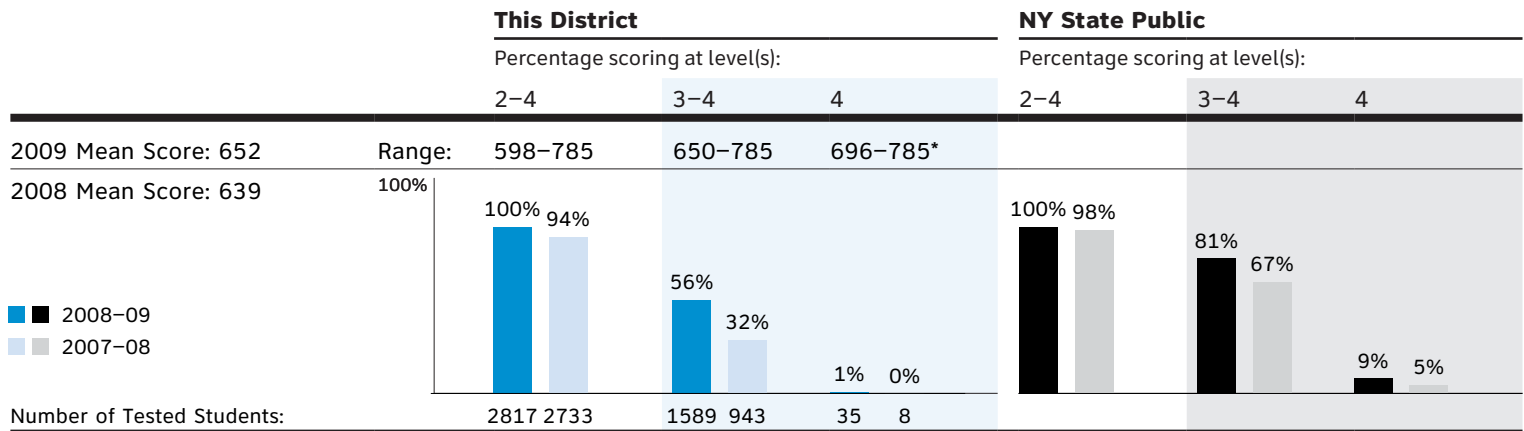 This District NY State Public
Percentage scoring at level(s): Percentage scoring at level(s):
2–4 3–4 4 2–4 3–4 4
2009 Mean Score: 652 Range: 598–785 650–785 696–785*
2008 Mean Score: 639 100%
100% 94% 100% 98%
81%
67%
56%
32%
2008–09
2007–08
1% 0% 9% 5%
Number of Tested Students: 2817 2733 1589 943 35 8